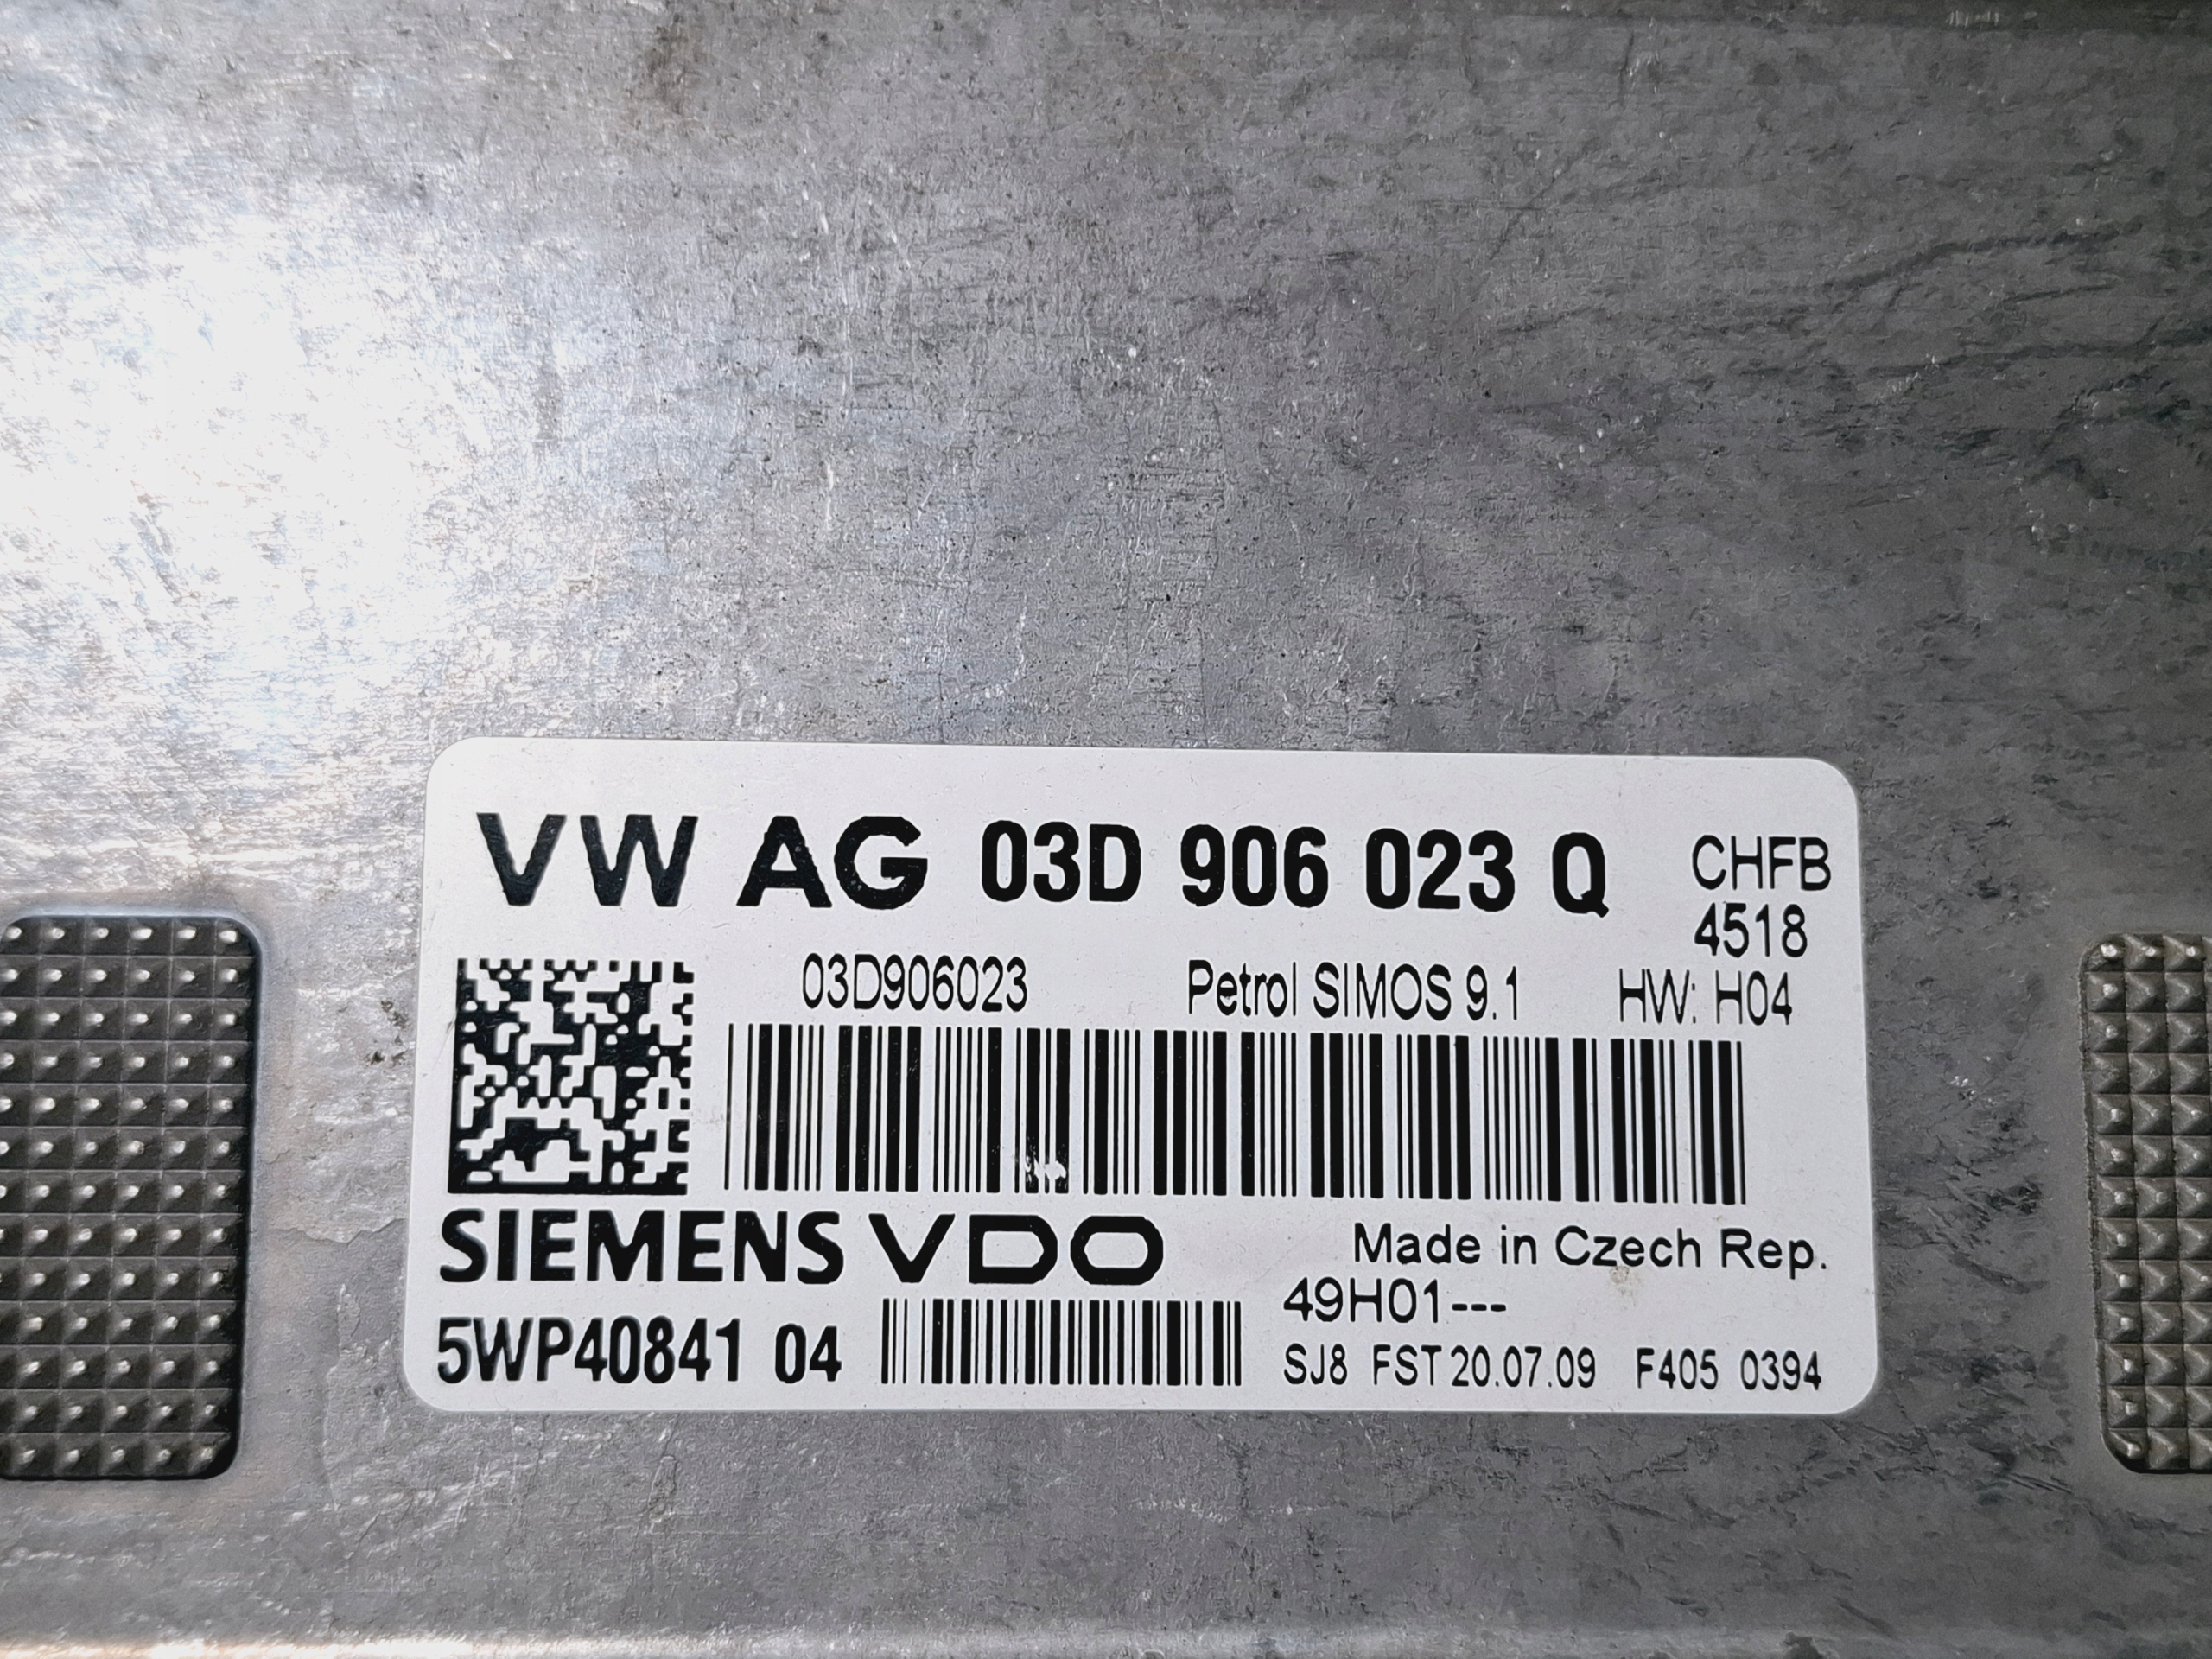 VW AG 03D 906 023 Q CHFB
4518
03D906023 Petrol SIMOS 9.1 HW: H04
SIEMENS VDO Made in Czech Rep.
49H01---
5WP40841 04 SJ8 FST 20.07.09 F405 0394